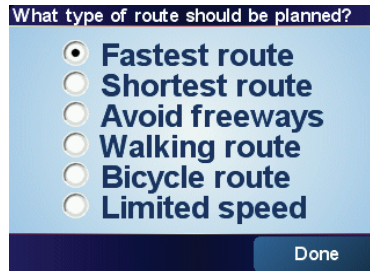 What type of route should be planned?
Fastest route
Shortest route
Avoid freeways
Walking route
Bicycle route
Limited speed
Done